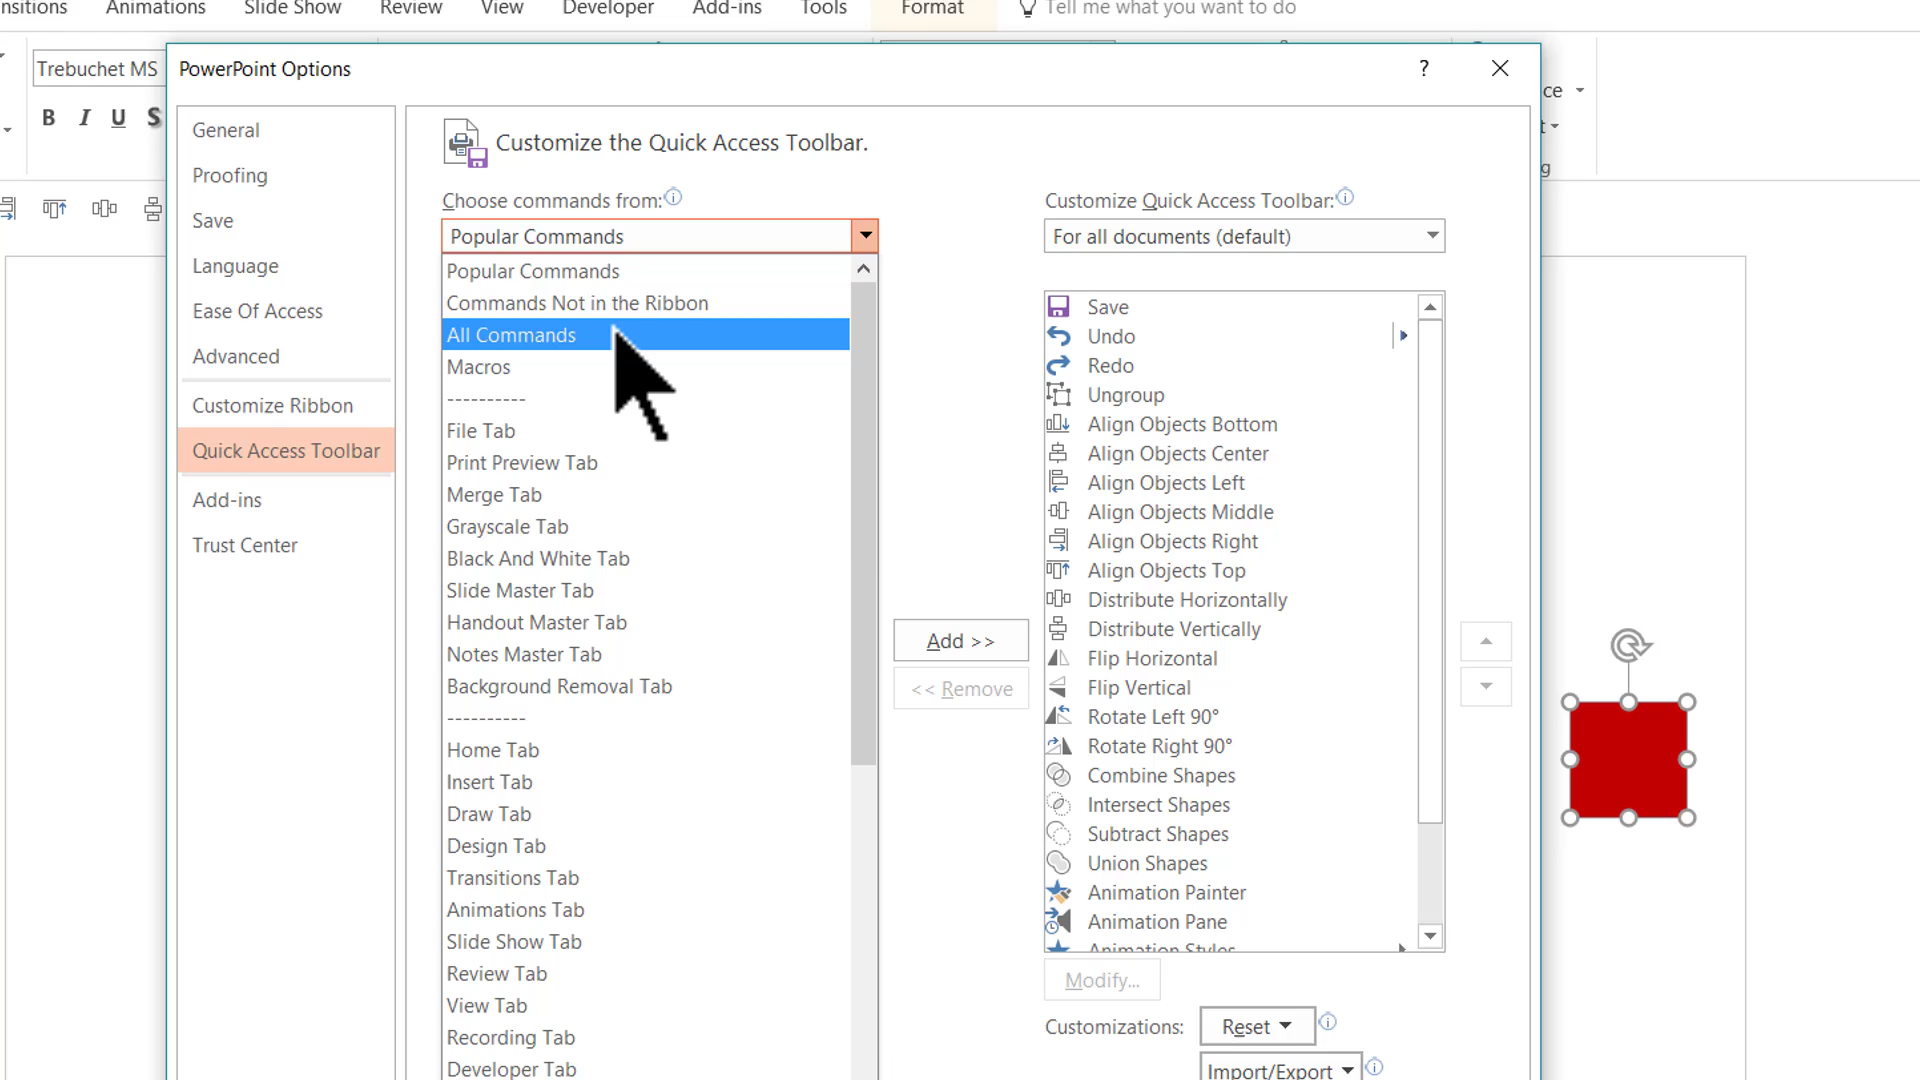 nsitions Animations Slide Show Review View Developer Add-ins Tools Format Tell me what you want to do
Trebuchet MS
B I U S
PowerPoint Options
?
General
Proofing
Save
Language
Ease Of Access
Advanced
Customize Ribbon
Quick Access Toolbar
Add-ins
Trust Center
Customize the Quick Access Toolbar.
Choose commands from:
Popular Commands
Popular Commands
Commands Not in the Ribbon
All Commands
Macros
----------
File Tab
Print Preview Tab
Merge Tab
Grayscale Tab
Black And White Tab
Slide Master Tab
Handout Master Tab
Notes Master Tab
Background Removal Tab
----------
Home Tab
Insert Tab
Draw Tab
Design Tab
Transitions Tab
Animations Tab
Slide Show Tab
Review Tab
View Tab
Recording Tab
Developer Tab
Add >>
<< Remove
Customize Quick Access Toolbar:
For all documents (default)
Save
Undo
Redo
Ungroup
Align Objects Bottom
Align Objects Center
Align Objects Left
Align Objects Middle
Align Objects Right
Align Objects Top
Distribute Horizontally
Distribute Vertically
Flip Horizontal
Flip Vertical
Rotate Left 90°
Rotate Right 90°
Combine Shapes
Intersect Shapes
Subtract Shapes
Union Shapes
Animation Painter
Animation Pane
Animation Styles
Modify...
Customizations: Reset
Import/Export
ce
t
g